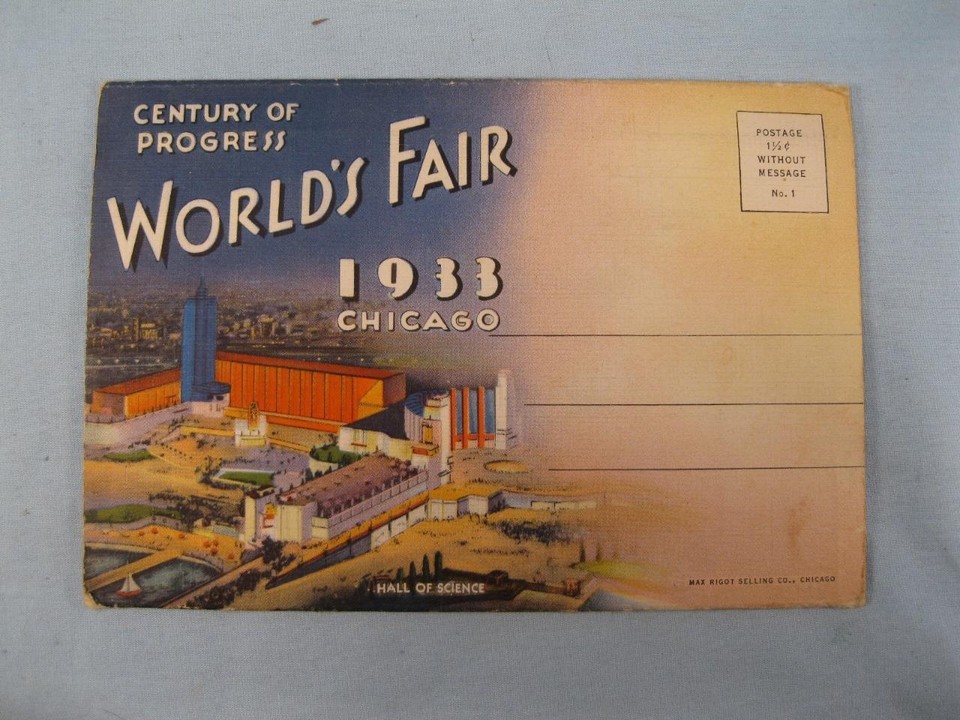 CENTURY OF
PROGRESS
WORLD'S FAIR
1933
CHICAGO
POSTAGE
1½ ¢
WITHOUT
MESSAGE
No. 1
HALL OF SCIENCE
MAX RIGOT SELLING CO., CHICAGO